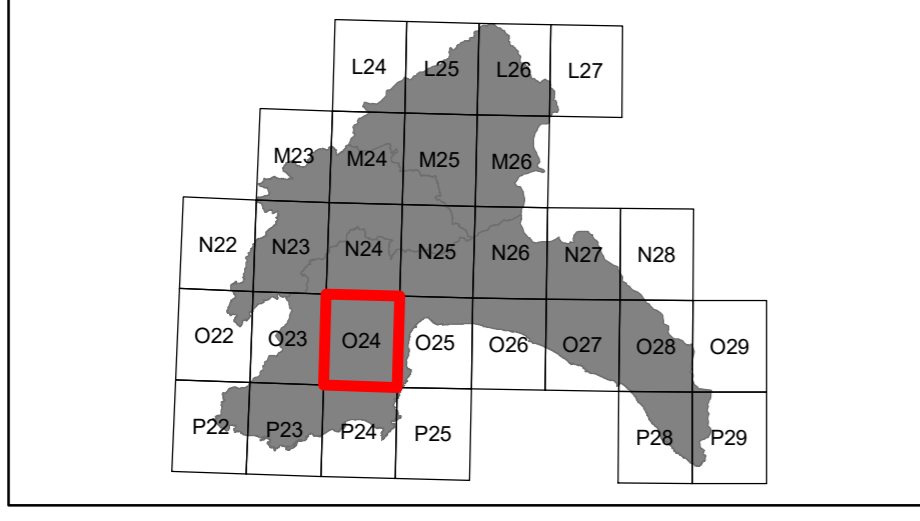 L24 L25 L26 L27
M23 M24 M25 M26
N22 N23 N24 N25 N26 N27 N28
O22 O23 O24 O25 O26 O27 O28 O29
P22 P23 P24 P25 P28 P29